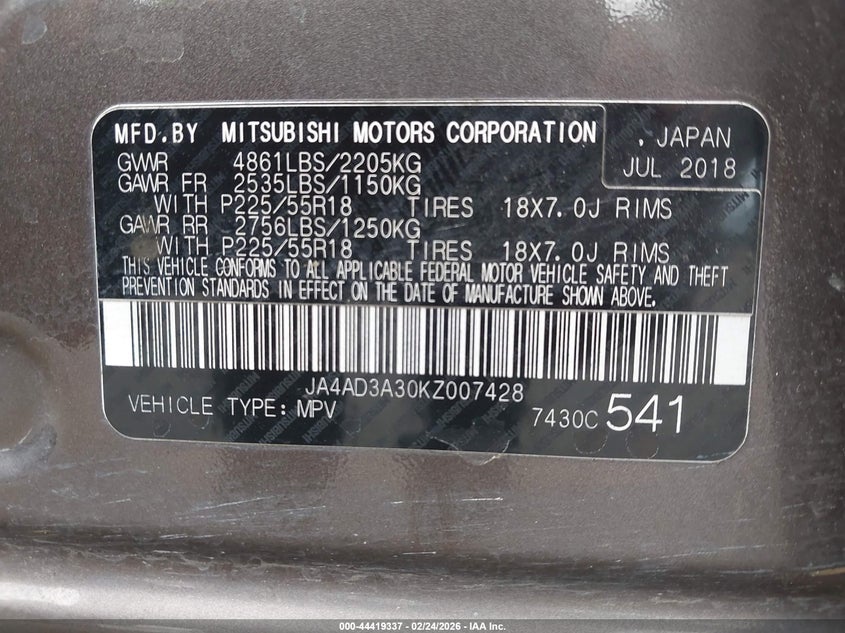 MFD.BY MITSUBISHI MOTORS CORPORATION
, JAPAN
JUL 2018
GWWR 4861LBS/2205KG
GAWR FR 2535LBS/1150KG
WITH P225/55R18 TIRES 18X7.0J RIMS
GAWR RR 2756LBS/1250KG
WITH P225/55R18 TIRES 18X7.0J RIMS
THIS VEHICLE CONFORMS TO ALL APPLICABLE FEDERAL MOTOR VEHICLE SAFETY AND THEFT
PREVENTION STANDARDS IN EFFECT ON THE DATE OF MANUFACTURE SHOWN ABOVE.
JA4AD3A30KZ007428
VEHICLE TYPE: MPV
7430C 541
000-44419337 - 02/24/2026 - IAA Inc.